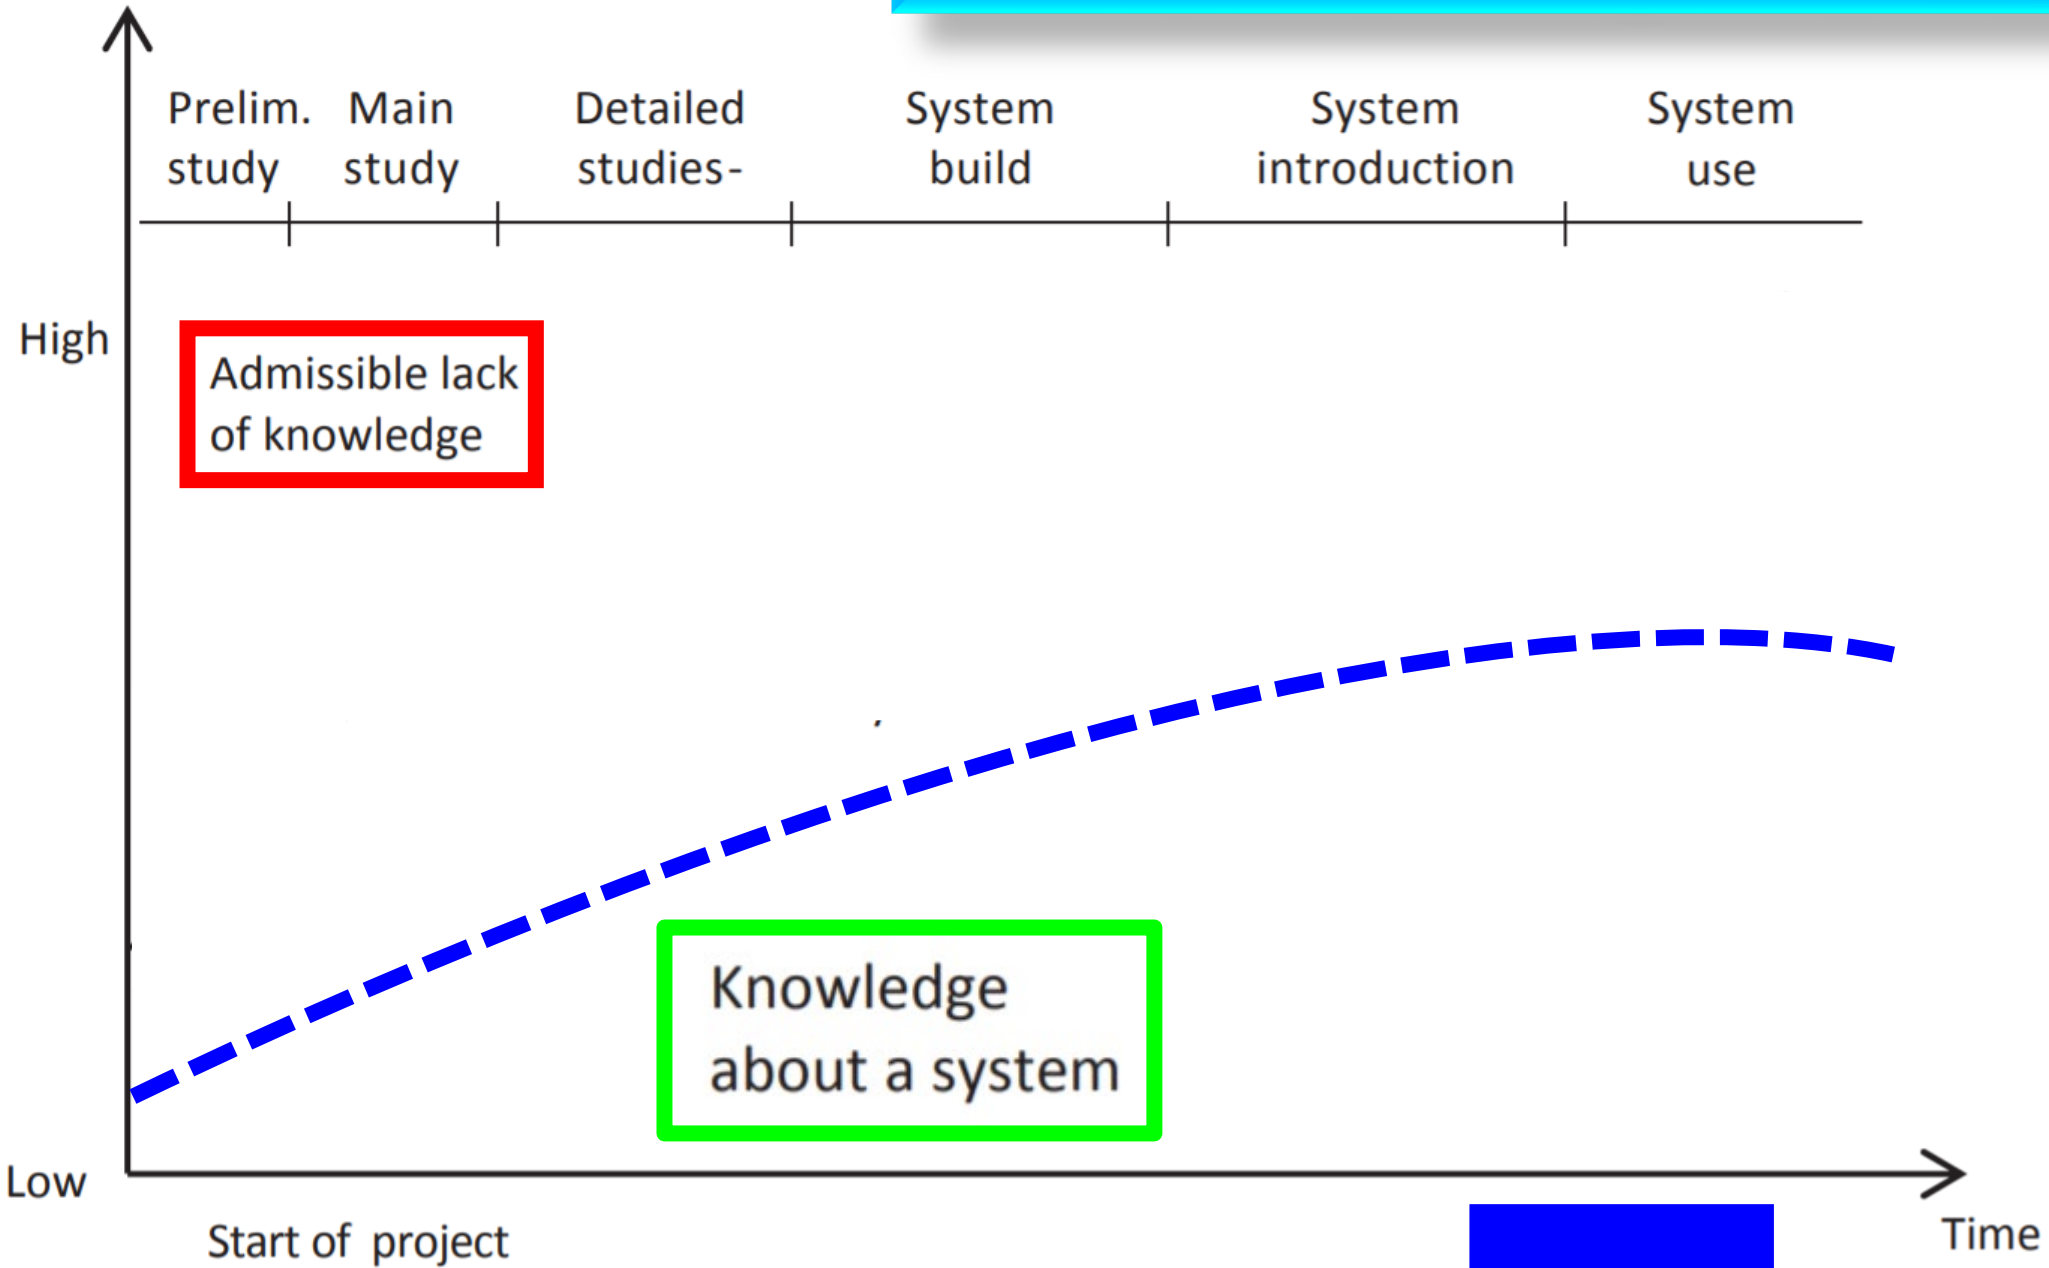 Prelim. Main Detailed System System System
study study studies- build introduction use
High
Admissible lack
of knowledge
Knowledge
about a system
Low
Start of project
Time